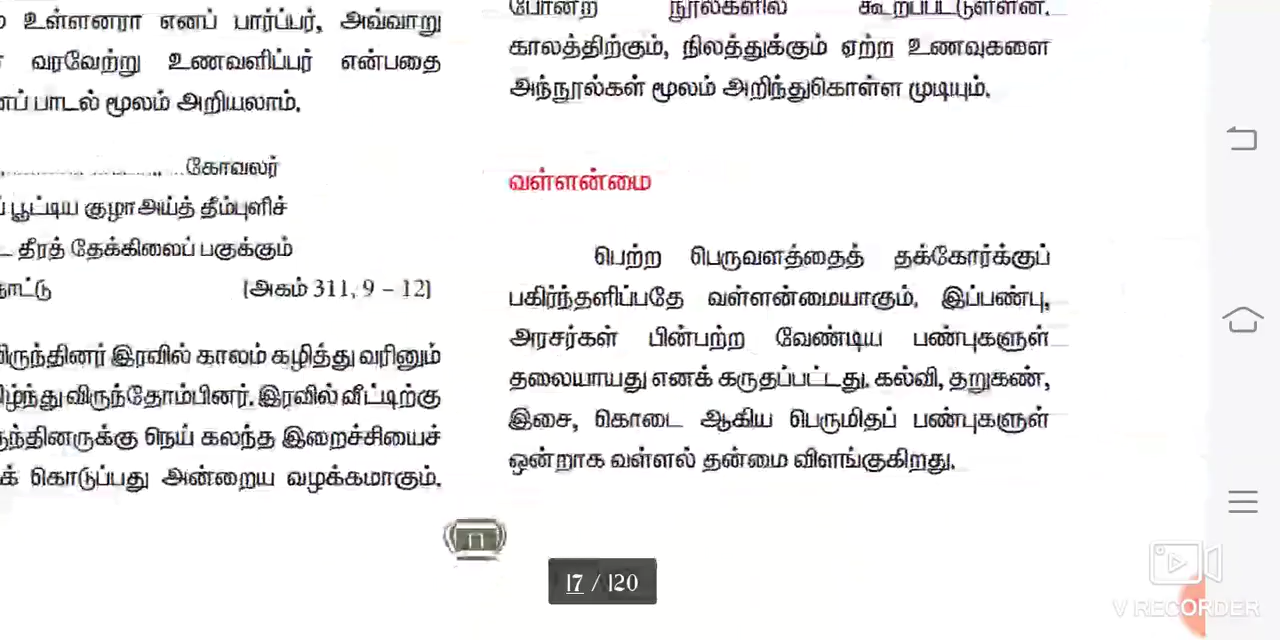 உள்ளனரா எனப் பார்ப்பர், அவ்வாறு
வரவேற்று உணவளிப்பர் என்பதை
பாடல் மூலம் அறியலாம்.
கோவலர்
பூட்டிய குழாஅய்த் தீம்புளிச்
தீரத் தேக்கிலைப் பகுக்கும்
(அகம் 311, 9 – 12)
இரவில் காலம் கழித்து வரினும்
விருந்தோம்பினர். இரவில் வீட்டிற்கு
நெய் கலந்த இறைச்சியைச்
கொடுப்பது அன்றைய வழக்கமாகும்.
போன்ற நூல்களில் கூறப்பட்டுள்ளன.
காலத்திற்கும், நிலத்துக்கும் ஏற்ற உணவுகளை
அந்நூல்கள் மூலம் அறிந்துகொள்ள முடியும்.
வள்ளன்மை
பெற்ற பெருவளத்தைத் தக்கோர்க்குப்
பகிர்ந்தளிப்பதே வள்ளன்மையாகும். இப்பண்பு,
அரசர்கள் பின்பற்ற வேண்டிய பண்புகளுள்
தலையாயது எனக் கருதப்பட்டது. கல்வி, தறுகண்,
இசை, கொடை ஆகிய பெருமிதப் பண்புகளுள்
ஒன்றாக வள்ளல் தன்மை விளங்குகிறது.
17 / 120
V RECORDER